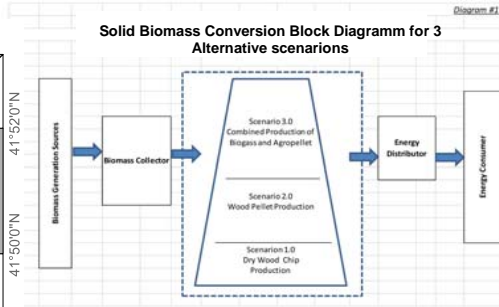 Diagram #1
Solid Biomass Conversion Block Diagramm for 3
Alternative scenarions
41°52'0"N
41°50'0"N
Biomass Generation Sources
Biomass Collector
Scenario 3.0
Combined Production of
Biogas and Agropellet
Scenario 2.0
Wood Pellet Production
Scenarion 1.0
Dry Wood Chip
Production
Energy
Distributor
Energy Consumer